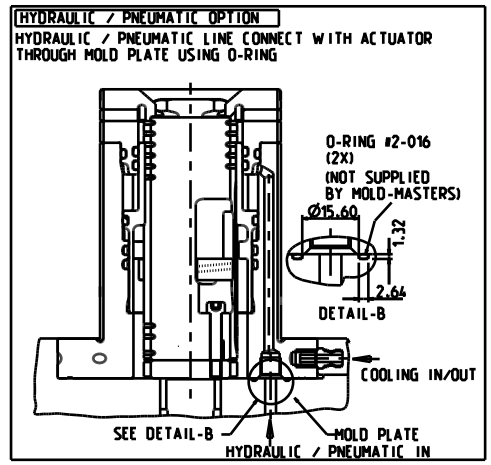 HYDRAULIC / PNEUMATIC OPTION
HYDRAULIC / PNEUMATIC LINE CONNECT WITH ACTUATOR
THROUGH MOLD PLATE USING O-RING
O-RING #2-016
(2X)
(NOT SUPPLIED
BY MOLD-MASTERS)
Ø15.60
1.32
2.64
DETAIL-B
COOLING IN/OUT
SEE DETAIL-B
MOLD PLATE
HYDRAULIC / PNEUMATIC IN